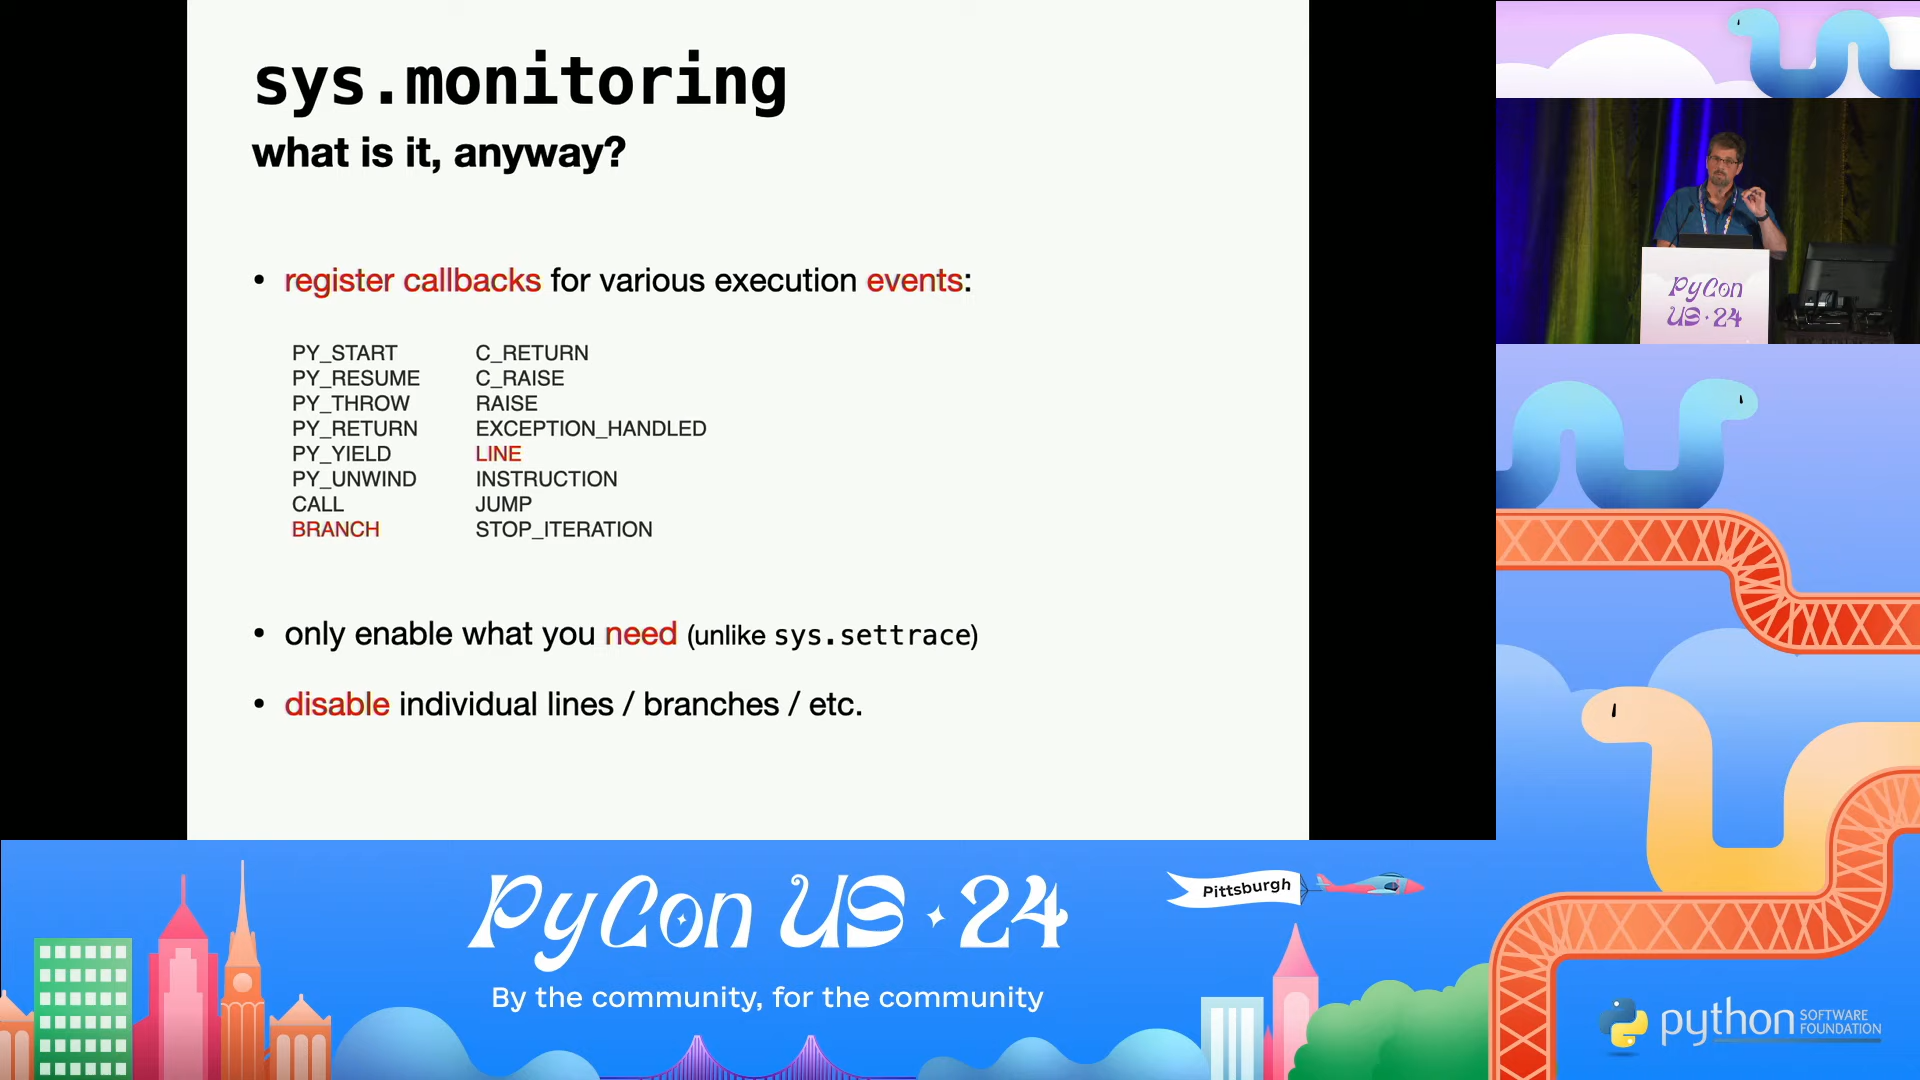 sys.monitoring
what is it, anyway?
• register callbacks for various execution events:
PY_START
PY_RESUME
PY_THROW
PY_RETURN
PY_YIELD
PY_UNWIND
CALL
BRANCH
C_RETURN
C_RAISE
RAISE
EXCEPTION_HANDLED
LINE
INSTRUCTION
JUMP
STOP_ITERATION
• only enable what you need (unlike sys.settrace)
• disable individual lines / branches / etc.
PyCon
US·24
PyCon US·24
By the community, for the community
Pittsburgh
python
SOFTWARE
FOUNDATION